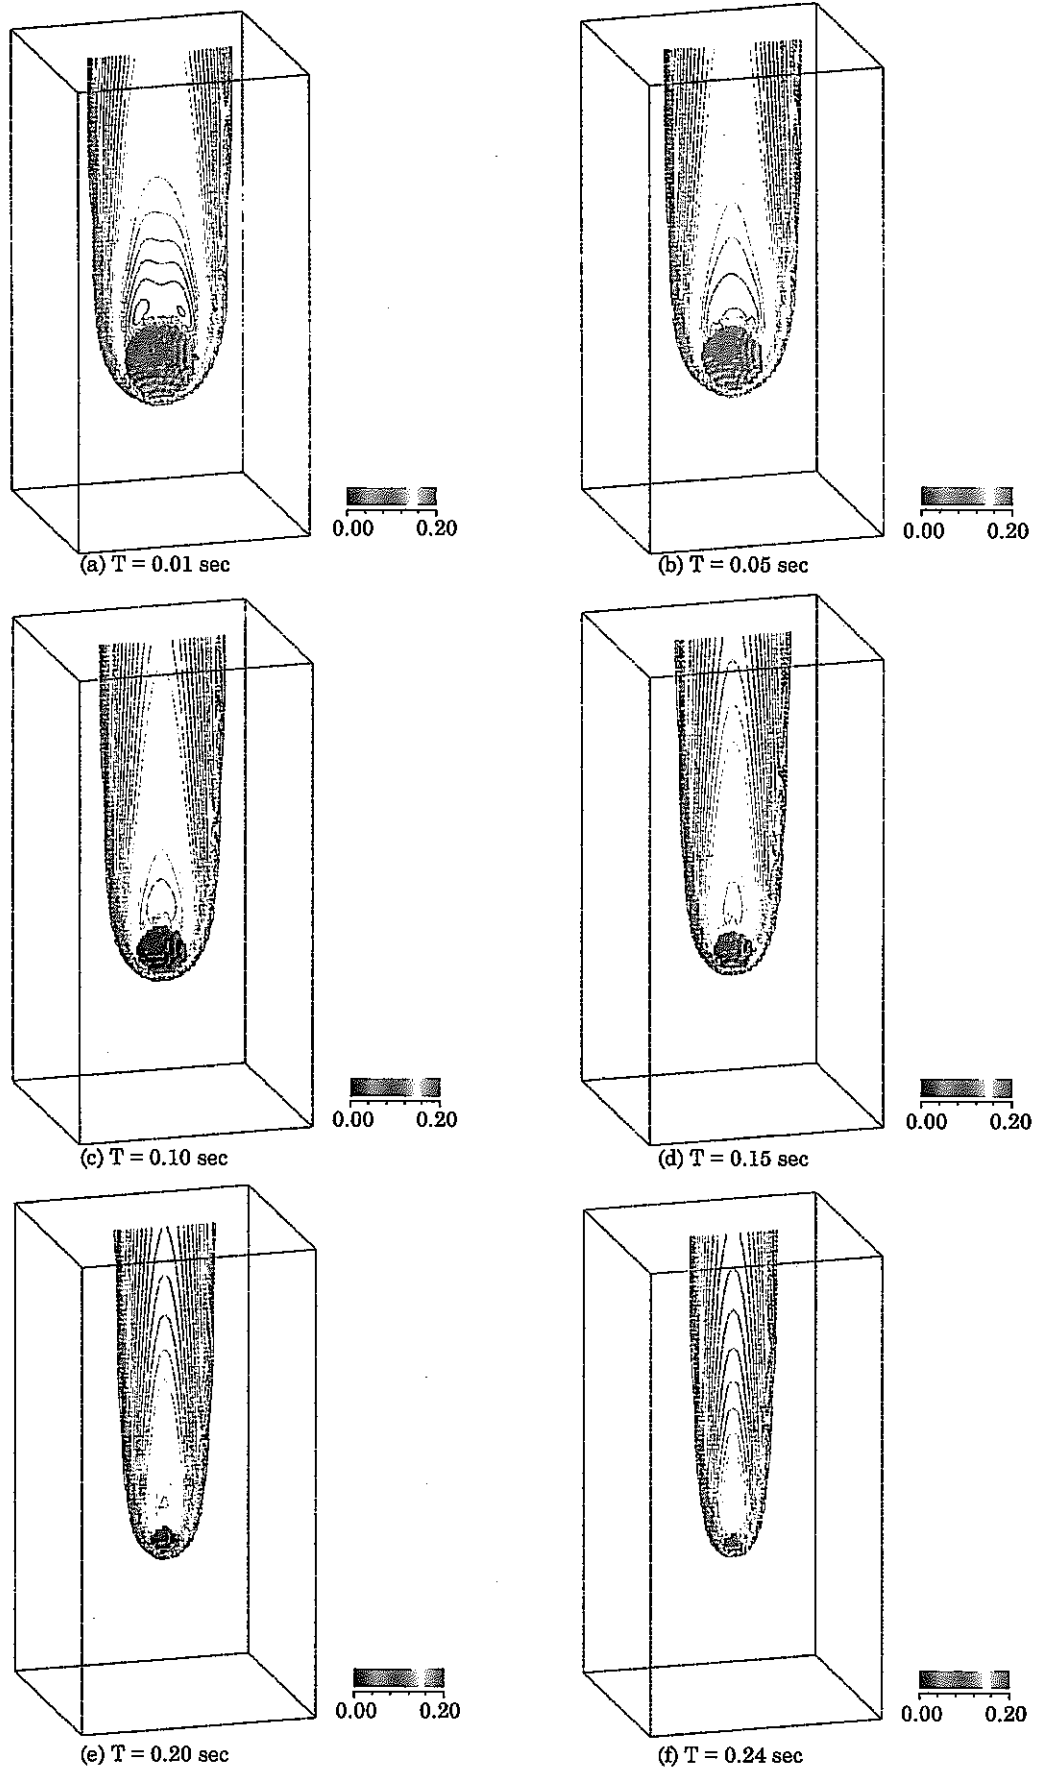 0.00 0.20
0.00 0.20
(a) T = 0.01 sec
(b) T = 0.05 sec
0.00 0.20
0.00 0.20
(c) T = 0.10 sec
(d) T = 0.15 sec
0.00 0.20
0.00 0.20
(e) T = 0.20 sec
(f) T = 0.24 sec